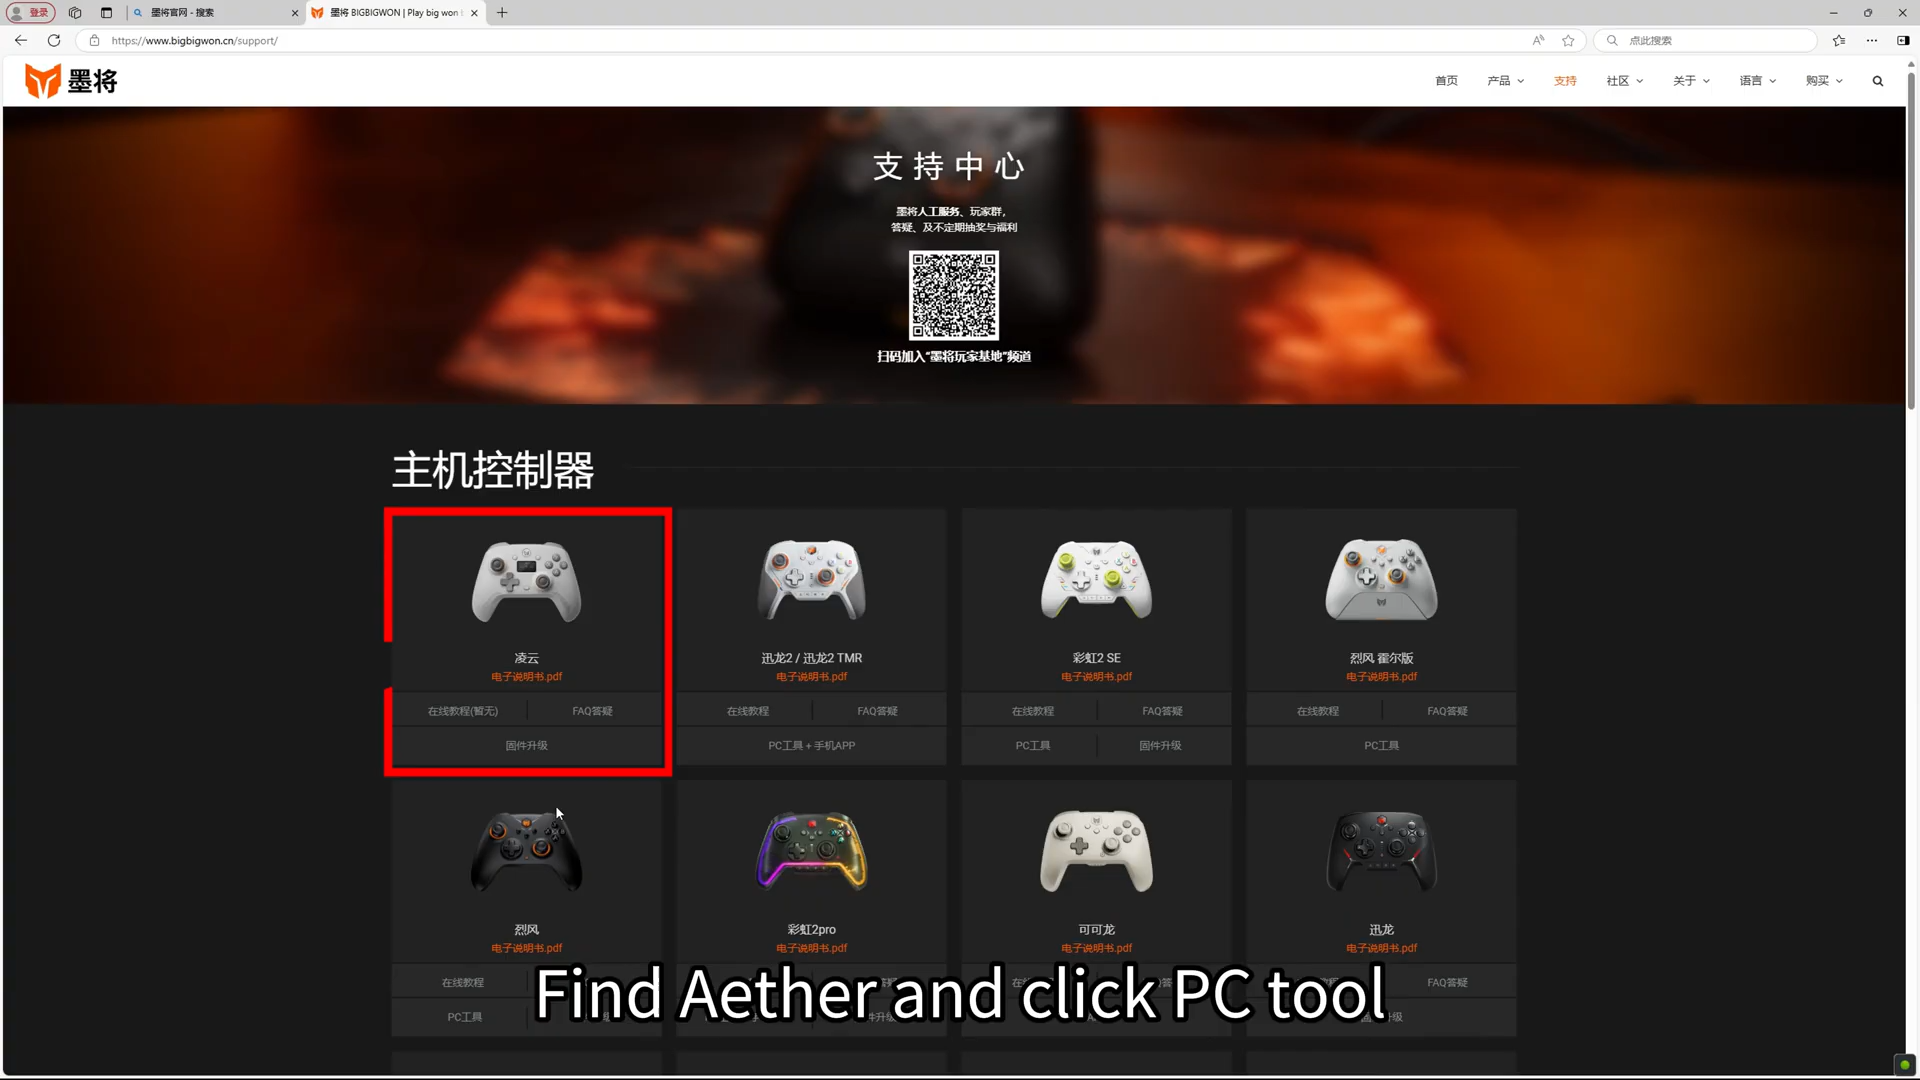 登录
墨将官网 - 搜索
墨将 BIGBIGWON | Play big won
https://www.bigbigwon.cn/support/
点此搜索
墨将
首页
产品
支持
社区
关于
语言
购买
支持中心
墨将人工服务、玩家群,
答疑、及不定期抽奖与福利
扫码加入“墨将玩家基地”频道
主机控制器
凌云
电子说明书.pdf
在线教程(暂无)
FAQ答疑
固件升级
迅龙2 / 迅龙2 TMR
电子说明书.pdf
在线教程
FAQ答疑
PC工具 + 手机APP
彩虹2 SE
电子说明书.pdf
在线教程
FAQ答疑
PC工具
固件升级
烈风 霍尔版
电子说明书.pdf
在线教程
FAQ答疑
PC工具
烈风
电子说明书.pdf
在线教程
PC工具
彩虹2pro
电子说明书.pdf
可可龙
电子说明书.pdf
迅龙
电子说明书.pdf
FAQ答疑
Find Aether and click PC tool